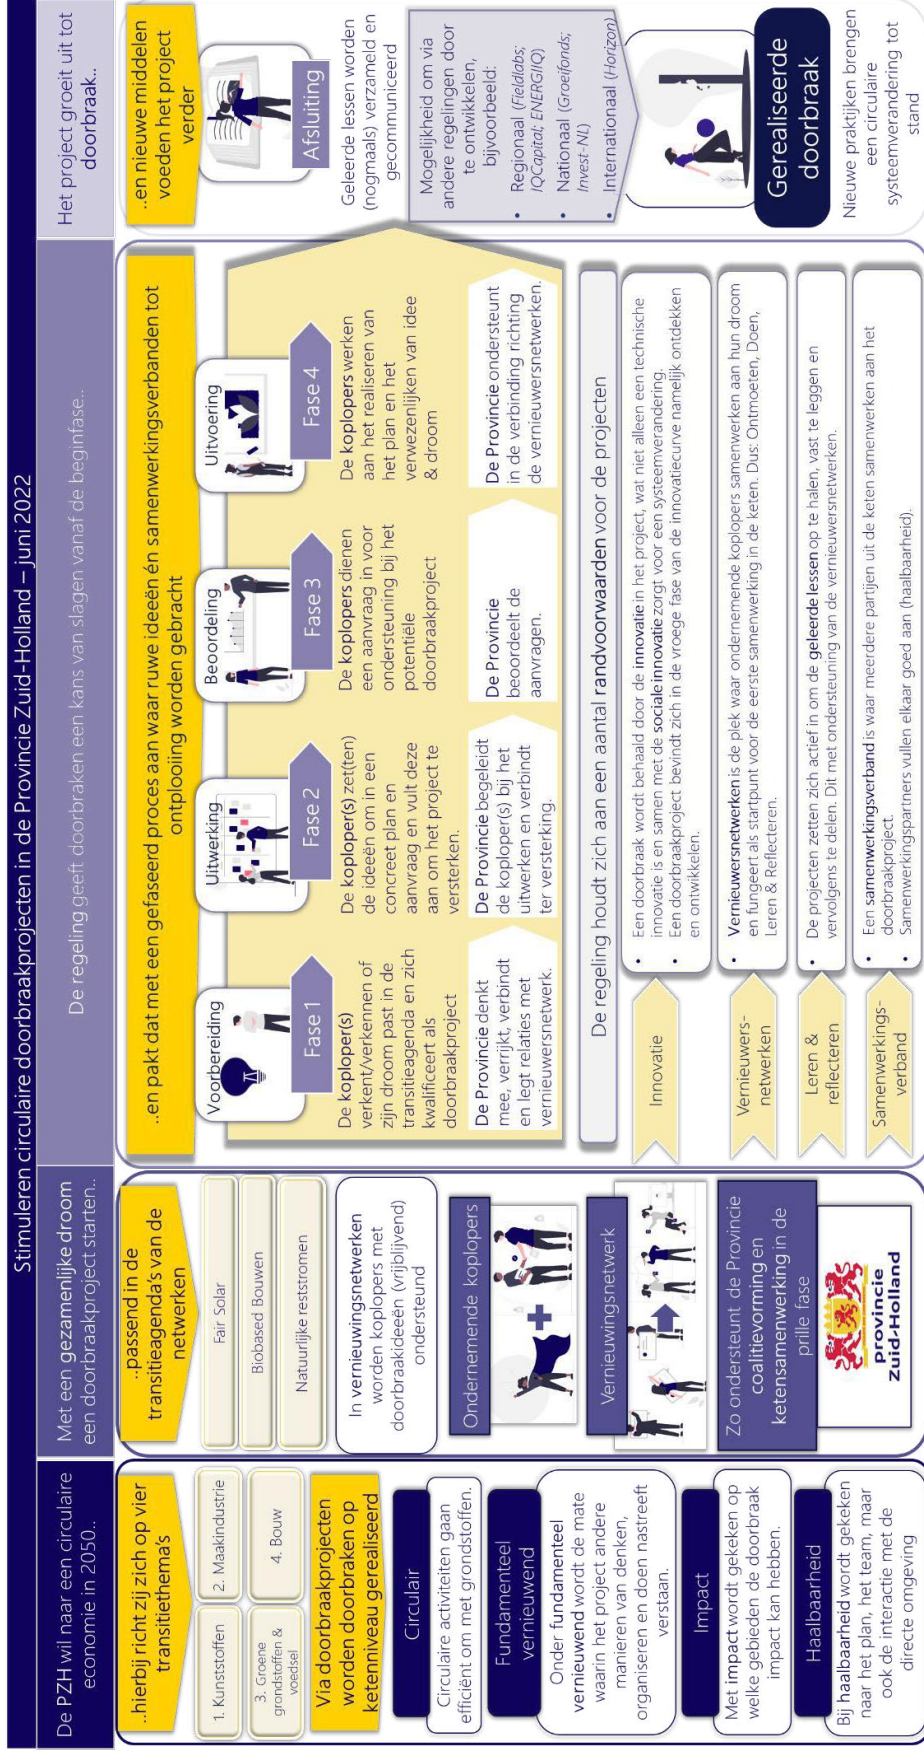 Stimuleren circulaire doorbraakprojecten in de Provincie Zuid-Holland – juni 2022
De PZH wil naar een circulaire
economie in 2050..
..hierbij richt zij zich op vier
transitiethema's
1. Kunststoffen
2. Maakindustrie
3. Groene
grondstoffen &
voedsel
4. Bouw
Via doorbraakprojecten
worden doorbraken op
ketenniveau gerealiseerd
Circulair
Circulaire activiteiten gaan
efficiënt om met grondstoffen.
Fundamenteel
vernieuwend
Onder fundamenteel
vernieuwend wordt de mate
waarin het project andere
manieren van denken,
organiseren en doen nastreeft
verstaan.
Impact
Met impact wordt gekeken op
welke gebieden de doorbraak
impact kan hebben.
Haalbaarheid
Bij haalbaarheid wordt gekeken
naar het plan, het team, maar
ook de interactie met de
directe omgeving
Met een gezamenlijke droom
een doorbraakproject starten..
..passend in de
transitieagenda's van de
netwerken
Fair Solar
Biobased Bouwen
Natuurlijke reststromen
In vernieuwingsnetwerken
worden koplopers met
doorbraakideeën (vrijblijvend)
ondersteund
Ondernemende koplopers
Vernieuwingsnetwerk
Zo ondersteunt de Provincie
coalitievorming en
ketensamenwerking in de
prille fase
provincie
Zuid-Holland
De regeling geeft doorbraken een kans van slagen vanaf de beginfase..
..en pakt dat met een gefaseerd proces aan waar ruwe ideeën én samenwerkingsverbanden tot
ontplooiing worden gebracht
Voorbereiding
Fase 1
De koploper(s)
verkent/verkennen of
zijn droom past in de
transitieagenda en zich
kwalificeert als
doorbraakproject
De Provincie denkt
mee, verrijkt, verbindt
en legt relaties met
vernieuwersnetwerk.
Uitwerking
Fase 2
De koploper(s) zet(ten)
de ideeën om in een
concreet plan en
aanvraag en vult deze
aan om het project te
versterken.
De Provincie begeleidt
de koploper(s) bij het
uitwerken en verbindt
ter versterking.
Beoordeling
Fase 3
De koplopers dienen
een aanvraag in voor
ondersteuning bij het
potentiële
doorbraakproject
De Provincie
beoordeelt de
aanvragen.
Uitvoering
Fase 4
De koplopers werken
aan het realiseren van
het plan en het
verwezenlijken van idee
& droom
De Provincie ondersteunt
in de verbinding richting
de vernieuwersnetwerken.
De regeling houdt zich aan een aantal randvoorwaarden voor de projecten
Innovatie
• Een doorbraak wordt behaald door de innovatie in het project, wat niet alleen een technische
innovatie is en samen met de sociale innovatie zorgt voor een systeemverandering.
• Een doorbraakproject bevindt zich in de vroege fase van de innovatiecurve namelijk ontdekken
en ontwikkelen.
Vernieuwers-
netwerken
• Vernieuwersnetwerken is de plek waar ondernemende koplopers samenwerken aan hun droom
en fungeert als startpunt voor de eerste samenwerking in de keten. Dus: Ontmoeten, Doen,
Leren & Reflecteren.
Leren &
reflecteren
• De projecten zetten zich actief in om de geleerde lessen op te halen, vast te leggen en
vervolgens te delen. Dit met ondersteuning van de vernieuwersnetwerken.
Samenwerkings-
verband
• Een samenwerkingsverband is waar meerdere partijen uit de keten samenwerken aan het
doorbraakproject.
• Samenwerkingspartners vullen elkaar goed aan (haalbaarheid).
Het project groeit uit tot
doorbraak..
..en nieuwe middelen
voeden het project
verder
Afsluiting
Geleerde lessen worden
(nogmaals) verzameld en
gecommuniceerd
Mogelijkheid om via
andere regelingen door
te ontwikkelen,
bijvoorbeeld:
• Regionaal (Fieldlabs;
IQCapital; ENERGIIQ)
• Nationaal (Groeifonds;
Invest-NL)
• Internationaal (Horizon)
Gerealiseerde
doorbraak
Nieuwe praktijken brengen
een circulaire
systeemverandering tot
stand